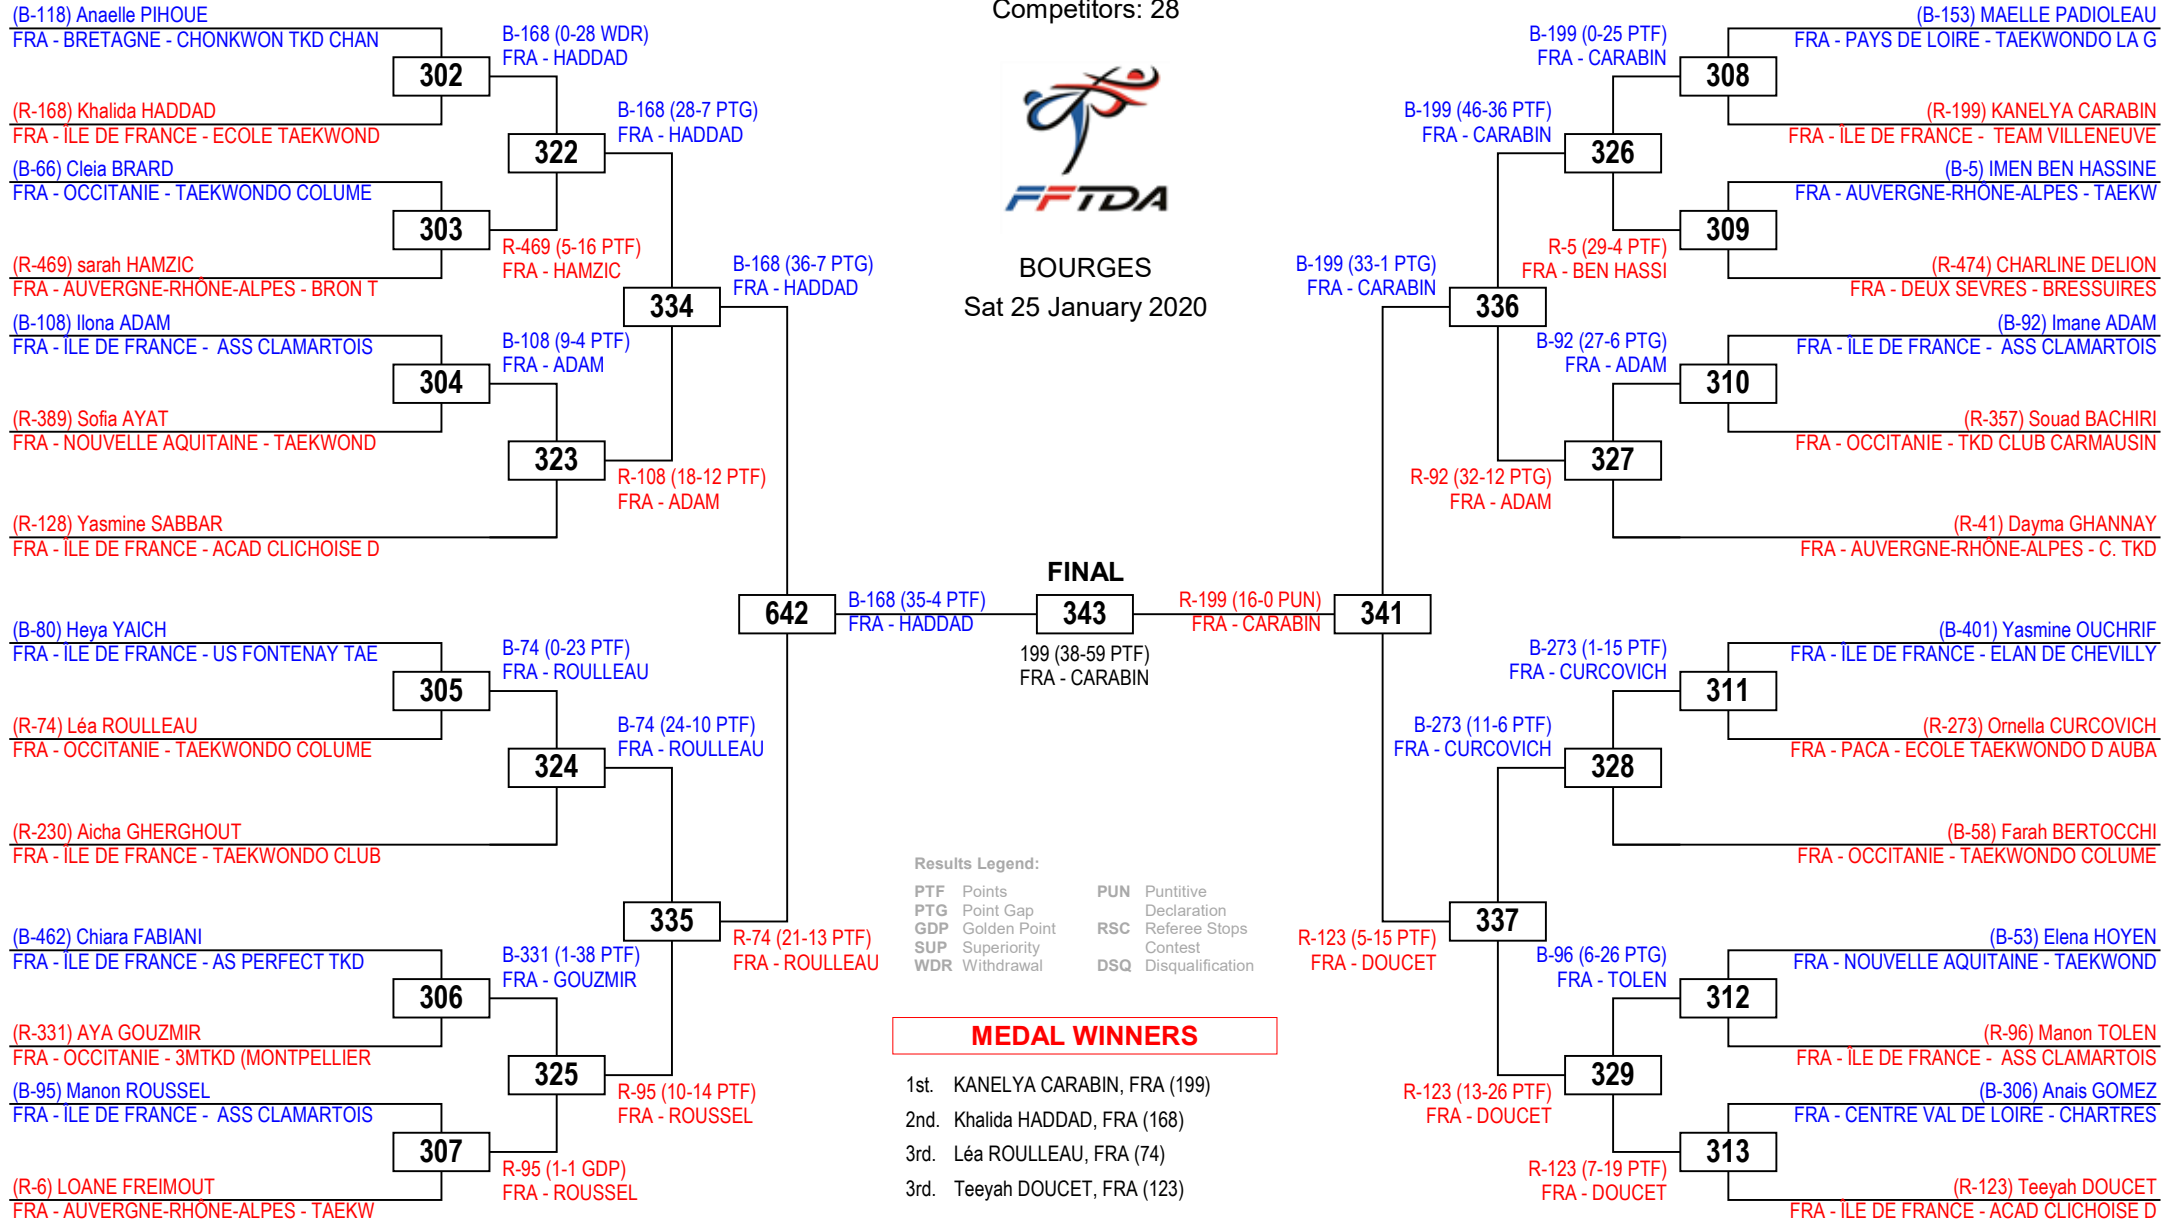 Competitors: 28
FFTDA
BOURGES
Sat 25 January 2020
(B-118) Anaelle PIHOUE
FRA - BRETAGNE - CHONKWON TKD CHAN
302
(R-168) Khalida HADDAD
FRA - ÎLE DE FRANCE - ECOLE TAEKWOND
(B-66) Cleia BRARD
FRA - OCCITANIE - TAEKWONDO COLUME
303
(R-469) sarah HAMZIC
FRA - AUVERGNE-RHÔNE-ALPES - BRON T
(B-108) Ilona ADAM
FRA - ÎLE DE FRANCE - ASS CLAMARTOIS
304
(R-389) Sofia AYAT
FRA - NOUVELLE AQUITAINE - TAEKWOND
(R-128) Yasmine SABBAR
FRA - ÎLE DE FRANCE - ACAD CLICHOISE D
(B-80) Heya YAICH
FRA - ÎLE DE FRANCE - US FONTENAY TAE
305
(R-74) Léa ROULLEAU
FRA - OCCITANIE - TAEKWONDO COLUME
(R-230) Aicha GHERGHOUT
FRA - ÎLE DE FRANCE - TAEKWONDO CLUB
(B-462) Chiara FABIANI
FRA - ÎLE DE FRANCE - AS PERFECT TKD
306
(R-331) AYA GOUZMIR
FRA - OCCITANIE - 3MTKD (MONTPELLIER
(B-95) Manon ROUSSEL
FRA - ÎLE DE FRANCE - ASS CLAMARTOIS
307
(R-6) LOANE FREIMOUT
FRA - AUVERGNE-RHÔNE-ALPES - TAEKW
B-168 (0-28 WDR)
FRA - HADDAD
322
R-469 (5-16 PTF)
FRA - HAMZIC
B-108 (9-4 PTF)
FRA - ADAM
323
B-74 (0-23 PTF)
FRA - ROULLEAU
324
B-331 (1-38 PTF)
FRA - GOUZMIR
325
R-95 (1-1 GDP)
FRA - ROUSSEL
B-168 (28-7 PTG)
FRA - HADDAD
334
R-108 (18-12 PTF)
FRA - ADAM
B-74 (24-10 PTF)
FRA - ROULLEAU
335
R-95 (10-14 PTF)
FRA - ROUSSEL
B-168 (36-7 PTG)
FRA - HADDAD
642
R-74 (21-13 PTF)
FRA - ROULLEAU
B-168 (35-4 PTF)
FRA - HADDAD
FINAL
343
199 (38-59 PTF)
FRA - CARABIN
R-199 (16-0 PUN)
FRA - CARABIN
B-199 (33-1 PTG)
FRA - CARABIN
341
R-123 (5-15 PTF)
FRA - DOUCET
B-199 (46-36 PTF)
FRA - CARABIN
336
R-92 (32-12 PTG)
FRA - ADAM
B-273 (11-6 PTF)
FRA - CURCOVICH
337
R-123 (13-26 PTF)
FRA - DOUCET
B-199 (0-25 PTF)
FRA - CARABIN
326
R-5 (29-4 PTF)
FRA - BEN HASSI
B-92 (27-6 PTG)
FRA - ADAM
327
B-273 (1-15 PTF)
FRA - CURCOVICH
328
B-96 (6-26 PTG)
FRA - TOLEN
329
R-123 (7-19 PTF)
FRA - DOUCET
(B-153) MAELLE PADIOLEAU
FRA - PAYS DE LOIRE - TAEKWONDO LA G
308
(R-199) KANELYA CARABIN
FRA - ÎLE DE FRANCE - TEAM VILLENEUVE
(B-5) IMEN BEN HASSINE
FRA - AUVERGNE-RHÔNE-ALPES - TAEKW
309
(R-474) CHARLINE DELION
FRA - DEUX SEVRES - BRESSUIRES
(B-92) Imane ADAM
FRA - ÎLE DE FRANCE - ASS CLAMARTOIS
310
(R-357) Souad BACHIRI
FRA - OCCITANIE - TKD CLUB CARMAUSIN
(R-41) Dayma GHANNAY
FRA - AUVERGNE-RHÔNE-ALPES - C. TKD
(B-401) Yasmine OUCHRIF
FRA - ÎLE DE FRANCE - ELAN DE CHEVILLY
311
(R-273) Ornella CURCOVICH
FRA - PACA - ECOLE TAEKWONDO D AUBA
(B-58) Farah BERTOCCHI
FRA - OCCITANIE - TAEKWONDO COLUME
(B-53) Elena HOYEN
FRA - NOUVELLE AQUITAINE - TAEKWOND
312
(R-96) Manon TOLEN
FRA - ÎLE DE FRANCE - ASS CLAMARTOIS
(B-306) Anais GOMEZ
FRA - CENTRE VAL DE LOIRE - CHARTRES
313
(R-123) Teeyah DOUCET
FRA - ÎLE DE FRANCE - ACAD CLICHOISE D
Results Legend:
PTF Points
PTG Point Gap
GDP Golden Point
SUP Superiority
WDR Withdrawal
PUN Puntitive
Declaration
RSC Referee Stops
Contest
DSQ Disqualification
MEDAL WINNERS
1st. KANELYA CARABIN, FRA (199)
2nd. Khalida HADDAD, FRA (168)
3rd. Léa ROULLEAU, FRA (74)
3rd. Teeyah DOUCET, FRA (123)